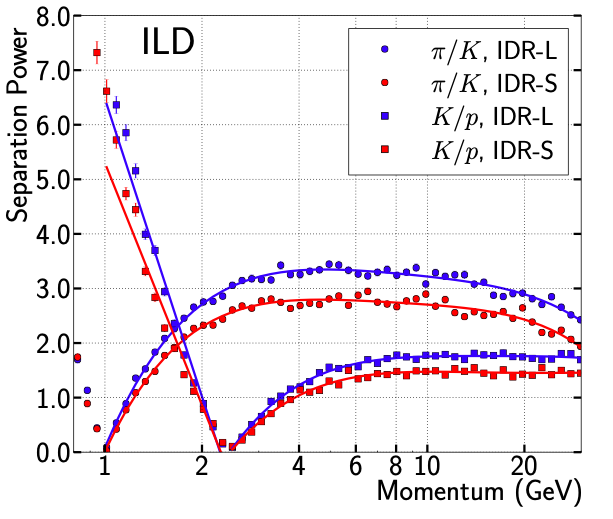 Separation Power
8.0
7.0
6.0
5.0
4.0
3.0
2.0
1.0
0.0
ILD
π/K, IDR-L
π/K, IDR-S
K/p, IDR-L
K/p, IDR-S
1 2 4 6 8 10 20
Momentum (GeV)